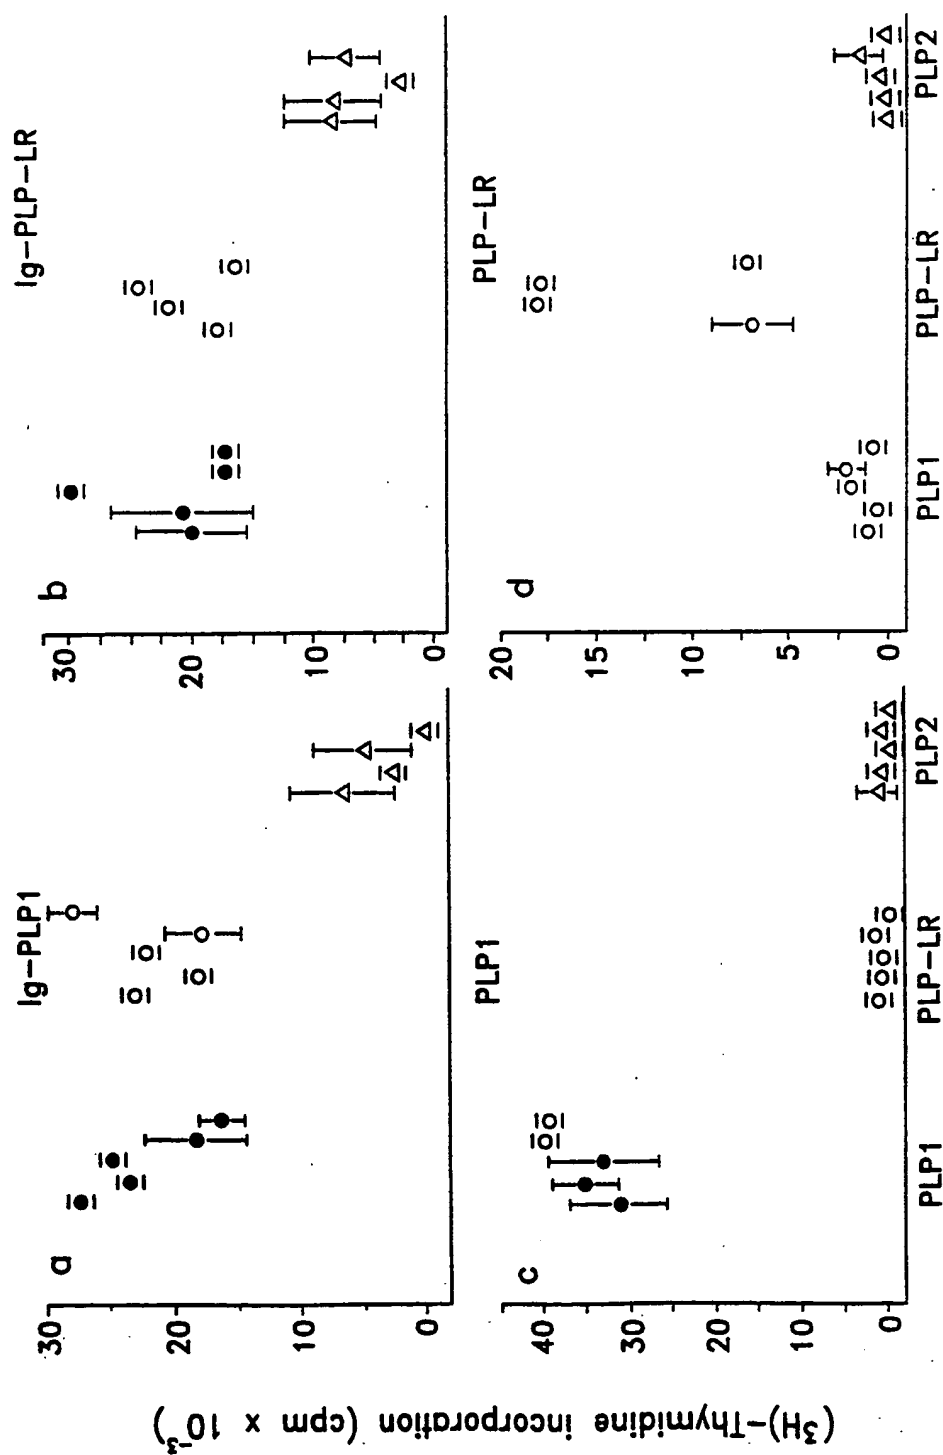 (³H)-Thymidine incorporation (cpm x 10⁻³)
a
Ig-PLP1
30
20
10
0
b
Ig-PLP-LR
30
20
10
0
c
PLP1
40
30
20
10
0
PLP1
PLP-LR
PLP2
d
PLP-LR
20
15
10
5
0
PLP1
PLP-LR
PLP2